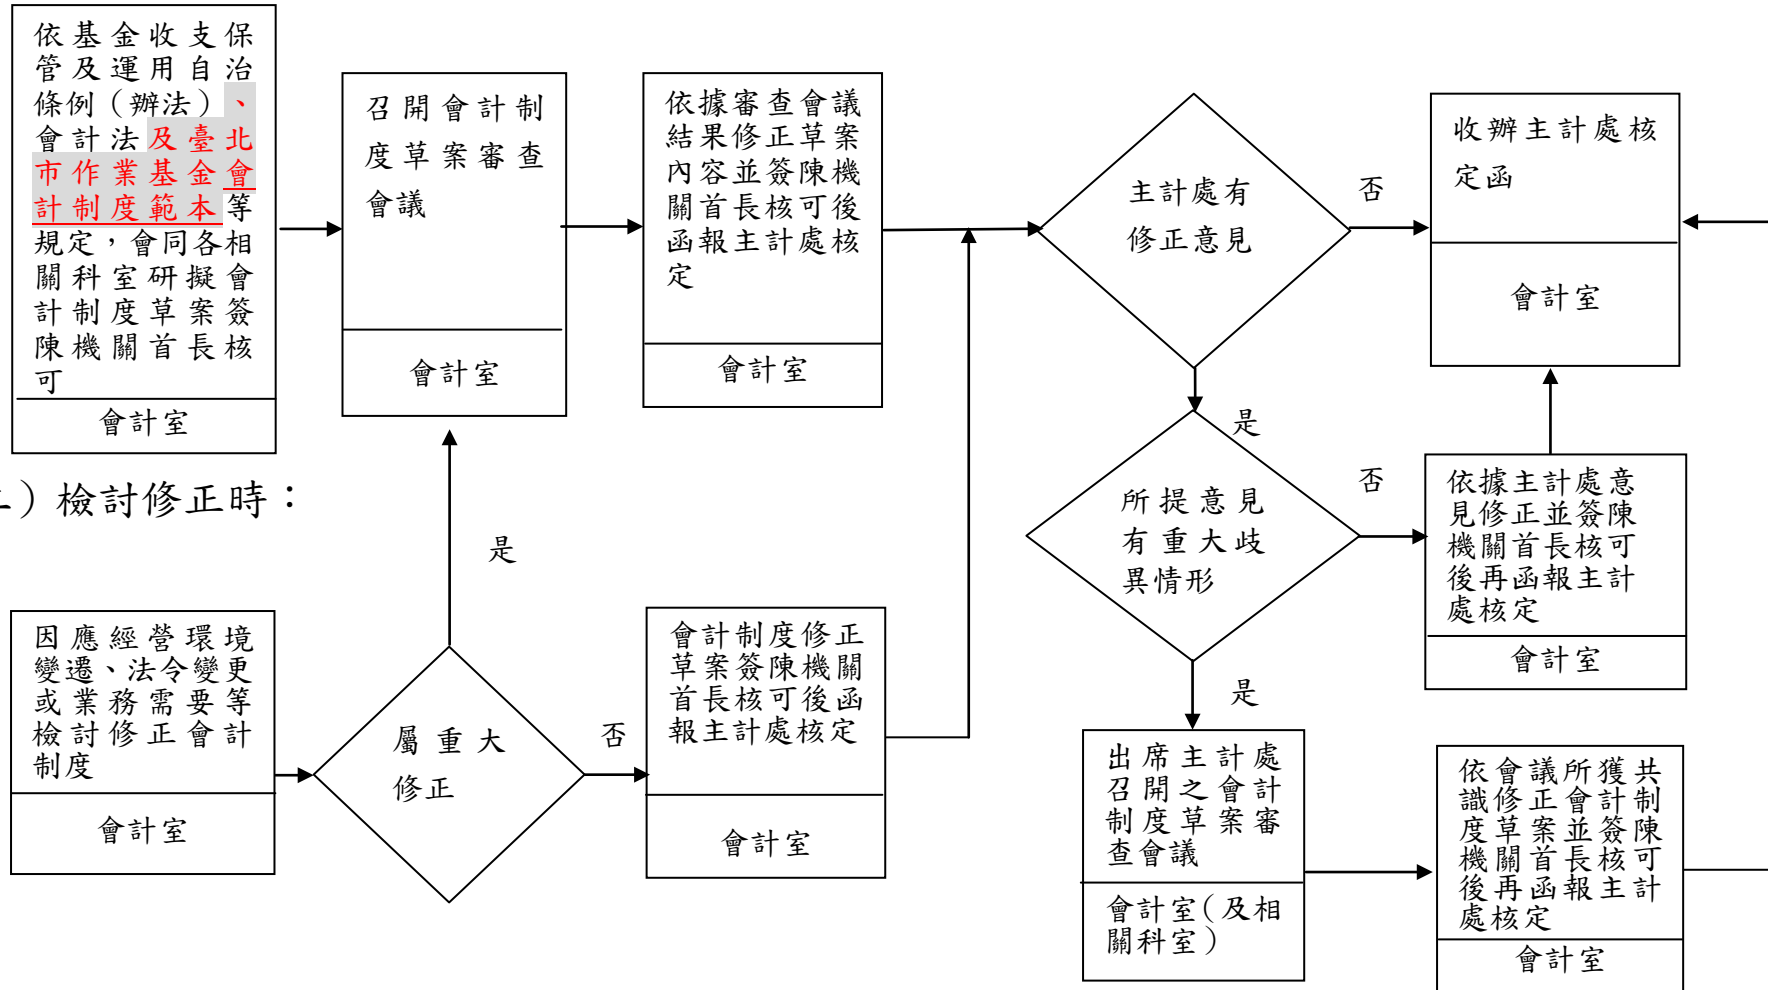 依基金收支保
管及運用自治
條例（辦法）、
會計法及臺北
市作業基金會
計制度範本等
規定，會同各相
關科室研擬會
計制度草案簽
陳機關首長核
可
會計室
召開會計制
度草案審查
會議
會計室
依據審查會議
結果修正草案
內容並簽陳機
關首長核可後
函報主計處核
定
會計室
主計處有
修正意見
否
收辦主計處核
定函
會計室
是
所提意見
有重大歧
異情形
否
依據主計處意
見修正並簽陳
機關首長核可
後再函報主計
處核定
會計室
）檢討修正時：
是
因應經營環境
變遷、法令變更
或業務需要等
檢討修正會計
制度
會計室
屬重大
修正
否
會計制度修正
草案簽陳機關
首長核可後函
報主計處核定
會計室
是
出席主計處
召開之會計
制度草案審
查會議
會計室（及相
關科室）
依會議所獲共
識修正會計制
度草案並簽陳
機關首長核可
後再函報主計
處核定
會計室